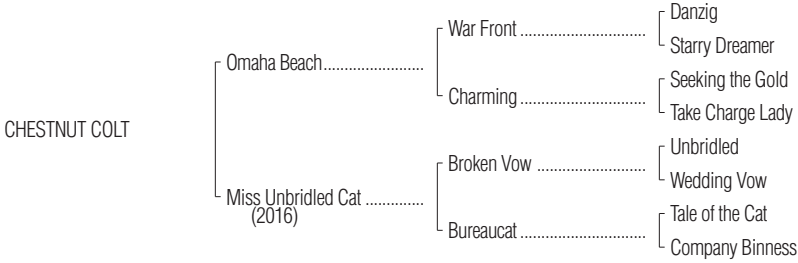 Danzig
War Front ..............................
Starry Dreamer
Omaha Beach........................
Seeking the Gold
Charming ..............................
Take Charge Lady
CHESTNUT COLT
Unbridled
Broken Vow ..........................
Wedding Vow
Miss Unbridled Cat ..............
(2016)
Tale of the Cat
Bureaucat ..............................
Company Binness